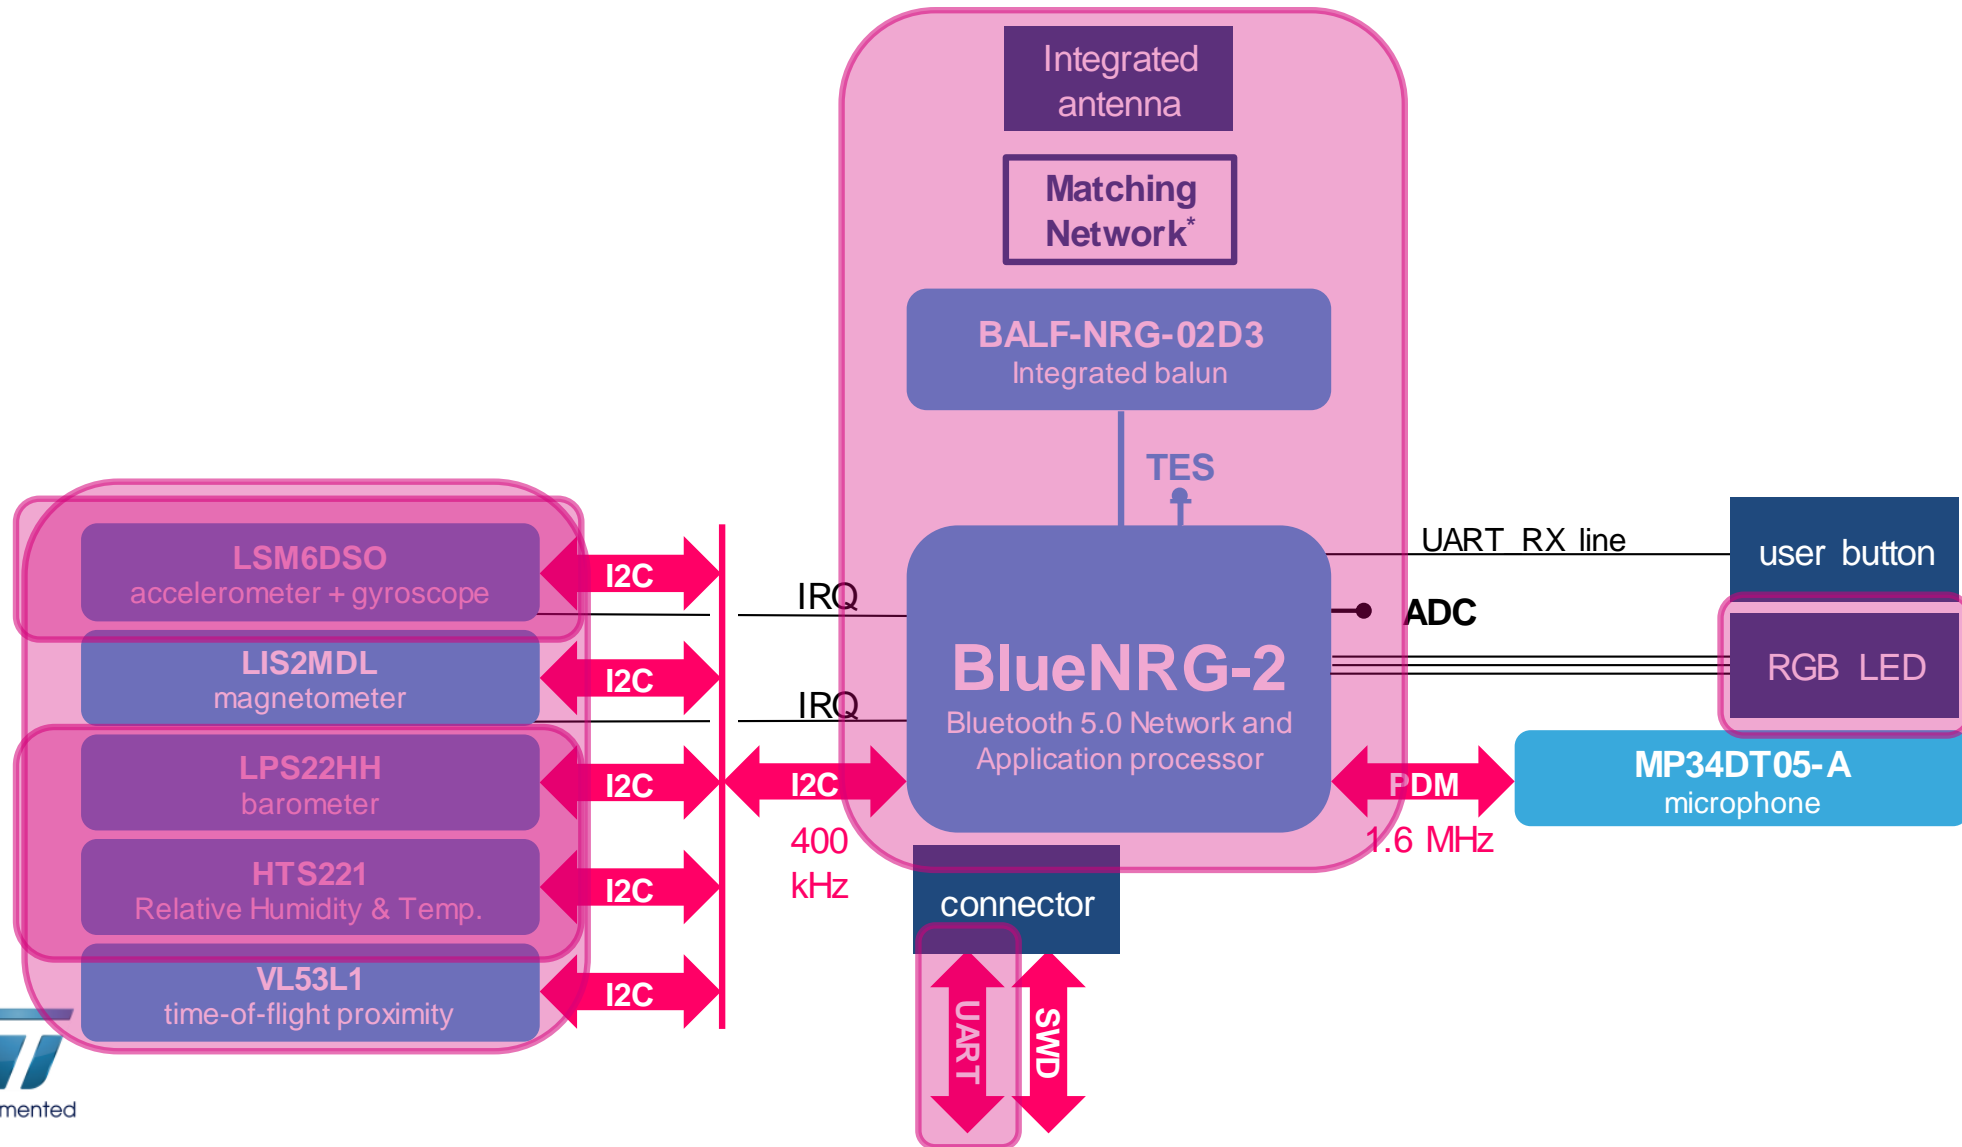 Integrated
antenna
Matching
Network*
BALF-NRG-02D3
Integrated balun
TES
LSM6DSO
accelerometer + gyroscope
I2C
IRQ
LIS2MDL
magnetometer
I2C
IRQ
LPS22HH
barometer
I2C
HTS221
Relative Humidity & Temp.
I2C
VL53L1
time-of-flight proximity
I2C
I2C
400
kHz
BlueNRG-2
Bluetooth 5.0 Network and
Application processor
UART RX line
user button
ADC
RGB LED
PDM
1.6 MHz
MP34DT05-A
microphone
connector
UART
SWD
mented